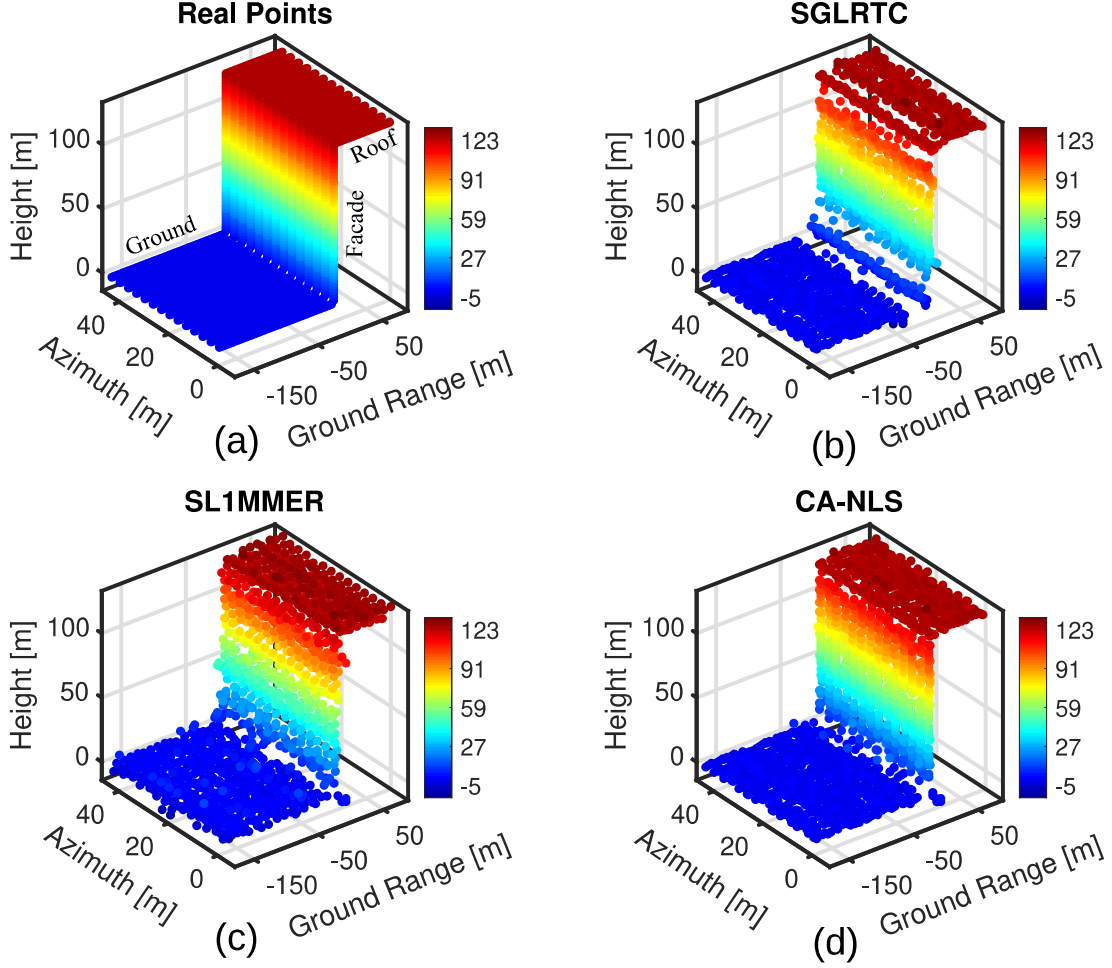 Real Points
Height [m]
100
50
0
Ground
Roof
Facade
123
91
59
27
-5
40
20
0
Azimuth [m]
-150
-50
50
Ground Range [m]
(a)
SGLRTC
Height [m]
100
50
0
123
91
59
27
-5
40
20
0
Azimuth [m]
-150
-50
50
Ground Range [m]
(b)
SL1MMER
Height [m]
100
50
0
123
91
59
27
-5
40
20
0
Azimuth [m]
-150
-50
50
Ground Range [m]
(c)
CA-NLS
Height [m]
100
50
0
123
91
59
27
-5
40
20
0
Azimuth [m]
-150
-50
50
Ground Range [m]
(d)